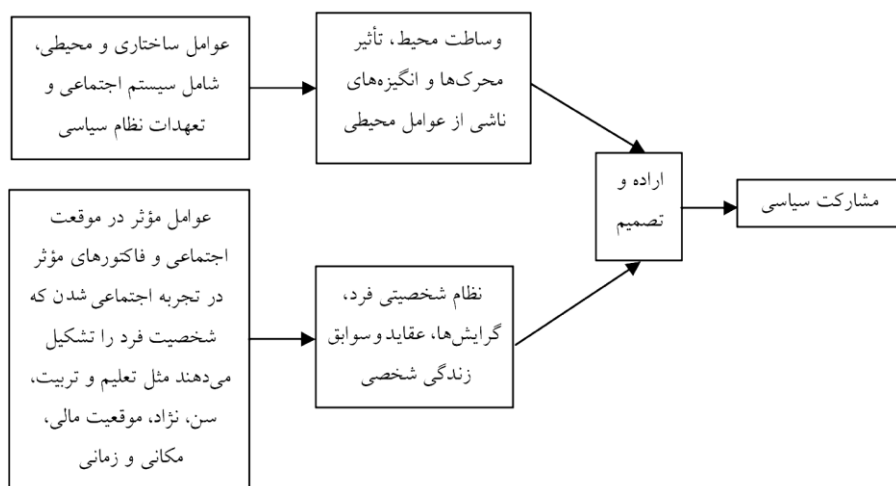 عوامل ساختاری و محیطی،
شامل سیستم اجتماعی و
تعهدات نظام سیاسی
وساطت محیط، تأثیر
محرک‌ها و انگیزه‌های
ناشی از عوامل محیطی
عوامل مؤثر در موقعت
اجتماعی و فاکتورهای مؤثر
در تجربه اجتماعی شدن که
شخصیت فرد را تشکیل
می‌دهند مثل تعلیم و تربیت،
سن، نژاد، موقعیت مالی،
مکانی و زمانی
نظام شخصیتی فرد،
گرایش‌ها، عقاید وسوابق
زندگی شخصی
اراده و
تصمیم
مشارکت سیاسی